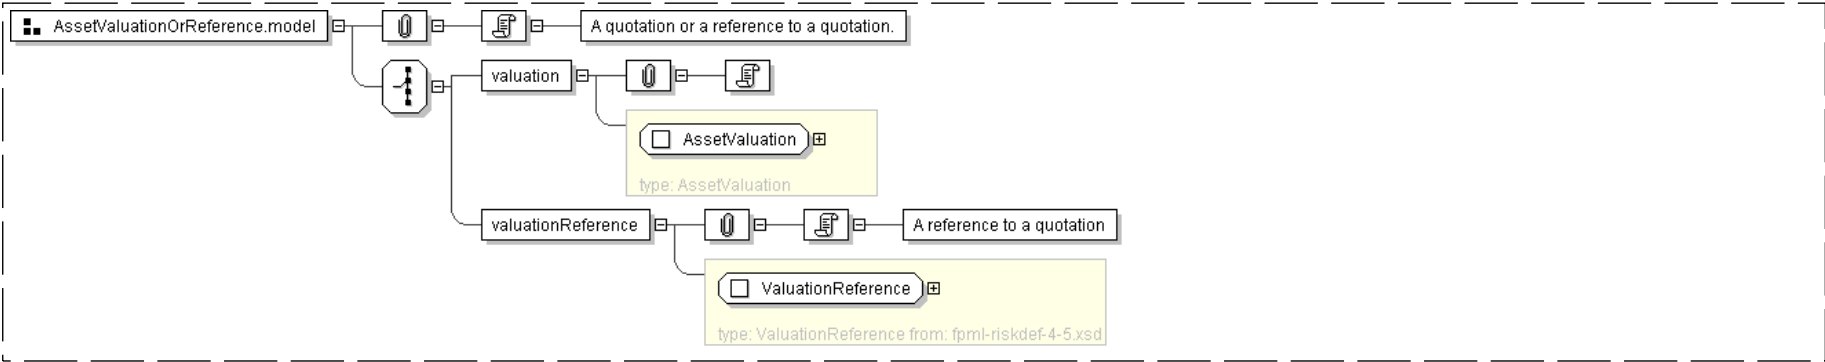 AssetValuationOrReference.model
A quotation or a reference to a quotation.
valuation
AssetValuation
type: AssetValuation
valuationReference
A reference to a quotation
ValuationReference
type: ValuationReference from: fpml-riskdef-4-5.xsd